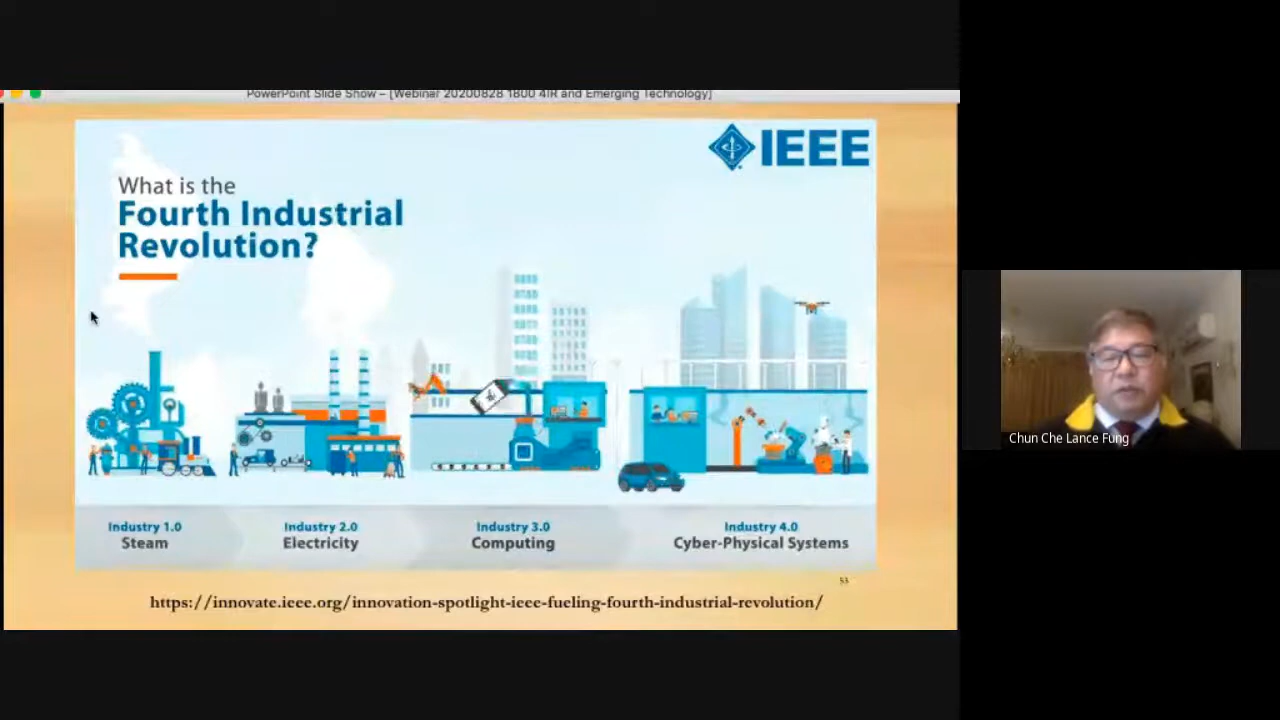 PowerPoint Slide Show – [Webinar 20200828 1800 4IR and Emerging Technology]
IEEE
What is the
Fourth Industrial
Revolution?
Industry 1.0
Steam
Industry 2.0
Electricity
Industry 3.0
Computing
Industry 4.0
Cyber-Physical Systems
53
https://innovate.ieee.org/innovation-spotlight-ieee-fueling-fourth-industrial-revolution/
Chun Che Lance Fung